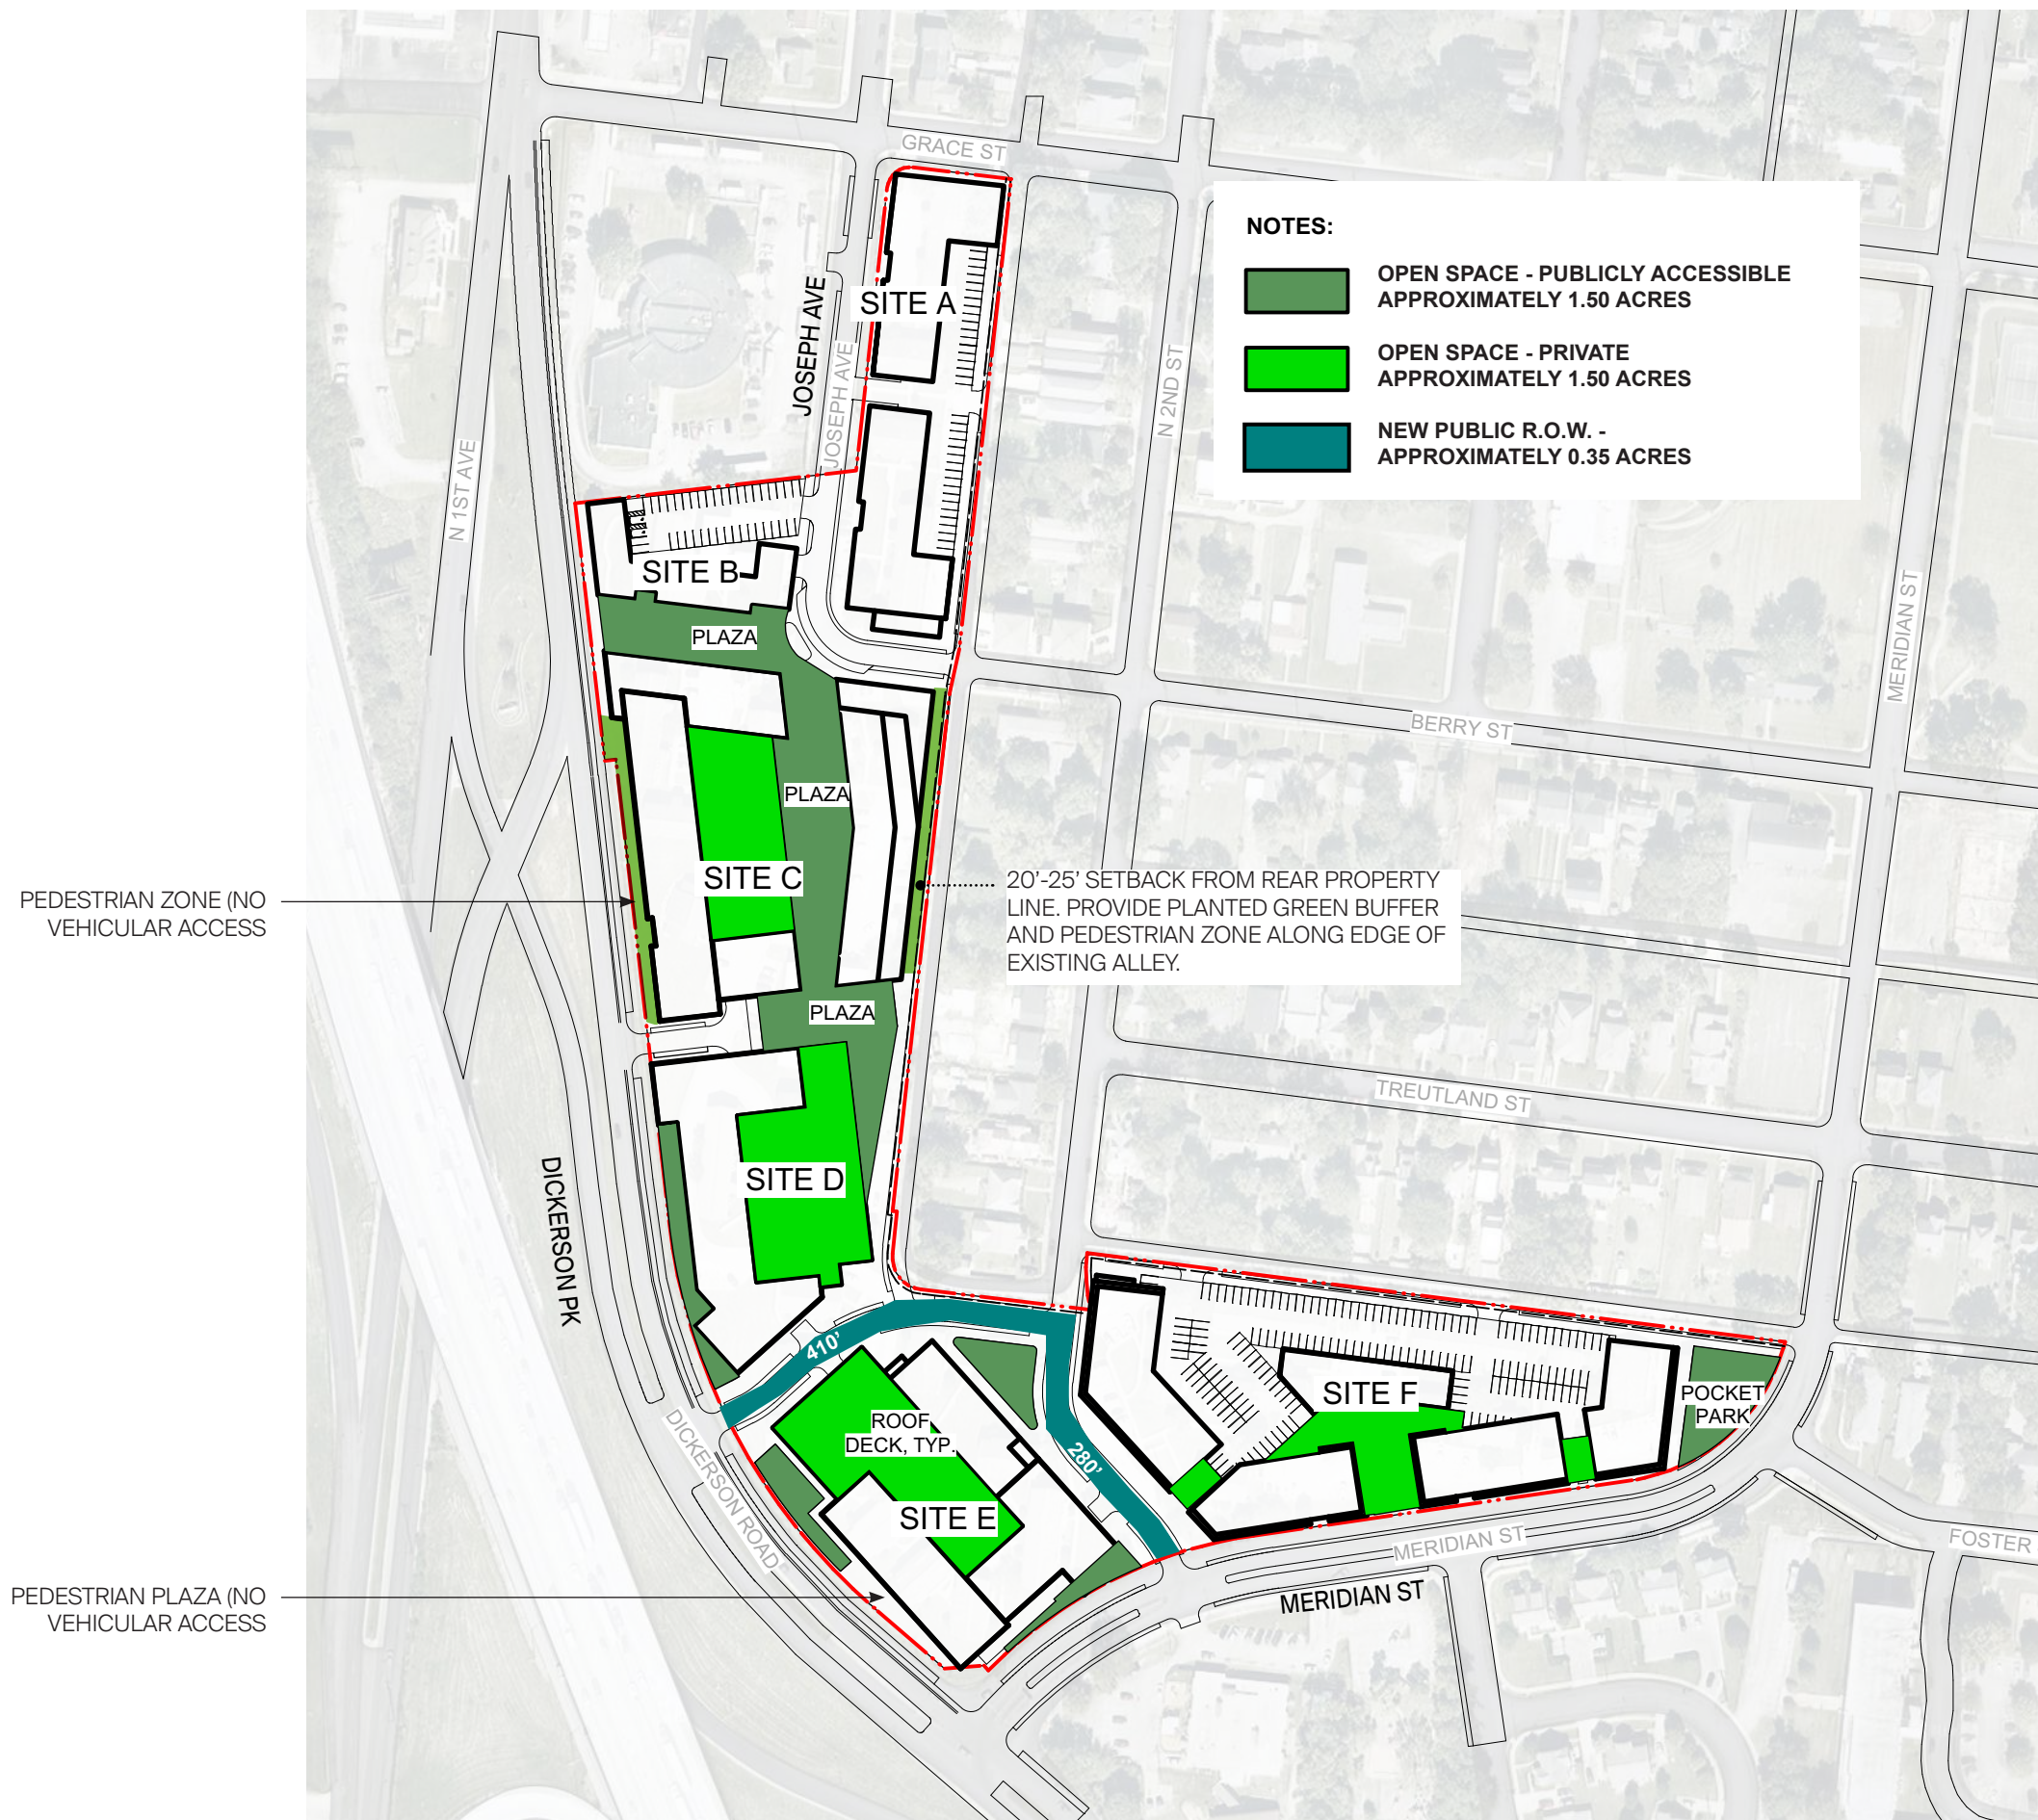 GRACE ST
NOTES:
OPEN SPACE - PUBLICLY ACCESSIBLE
APPROXIMATELY 1.50 ACRES
OPEN SPACE - PRIVATE
APPROXIMATELY 1.50 ACRES
NEW PUBLIC R.O.W. -
APPROXIMATELY 0.35 ACRES
SITE A
JOSEPH AVE
JOSEPH AVE
N 2ND ST
N 1ST AVE
SITE B
PLAZA
MERIDIAN ST
BERRY ST
PLAZA
SITE C
PEDESTRIAN ZONE (NO
VEHICULAR ACCESS
20'-25' SETBACK FROM REAR PROPERTY
LINE. PROVIDE PLANTED GREEN BUFFER
AND PEDESTRIAN ZONE ALONG EDGE OF
EXISTING ALLEY.
PLAZA
TREUTLAND ST
SITE D
DICKERSON PK
410'
SITE F
POCKET
PARK
ROOF
DECK, TYP.
280'
DICKERSON ROAD
SITE E
MERIDIAN ST
FOSTER
MERIDIAN ST
PEDESTRIAN PLAZA (NO
VEHICULAR ACCESS